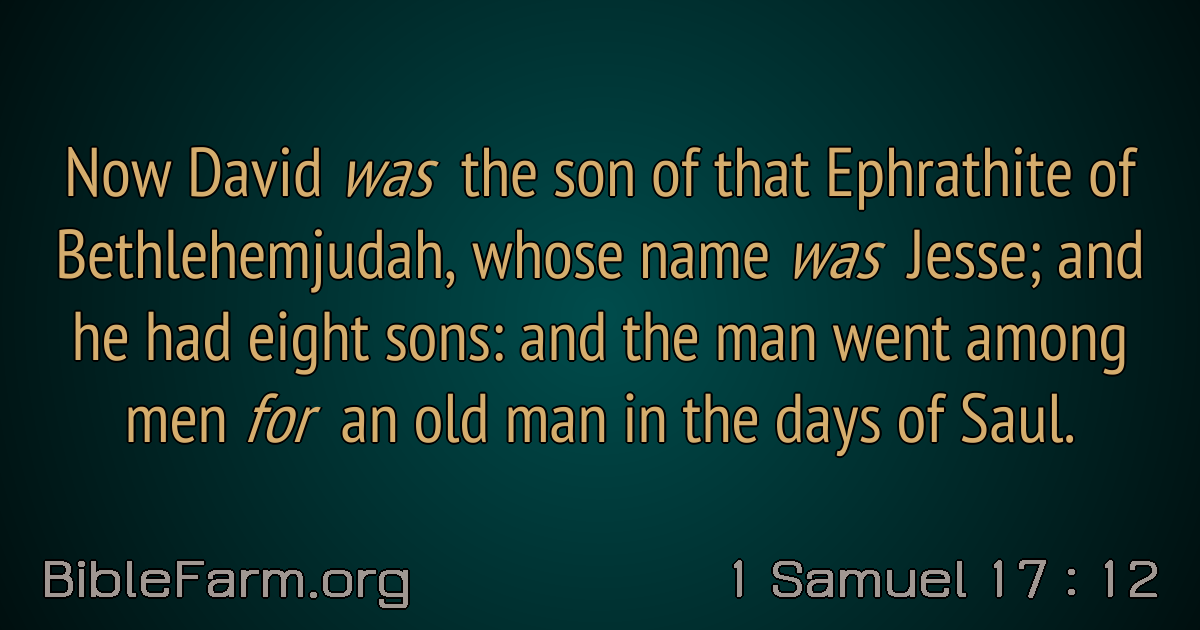 Now David was the son of that Ephrathite of
Bethlehemjudah, whose name was Jesse; and
he had eight sons: and the man went among
men for an old man in the days of Saul.
BibleFarm.org
1 Samuel 17 : 12